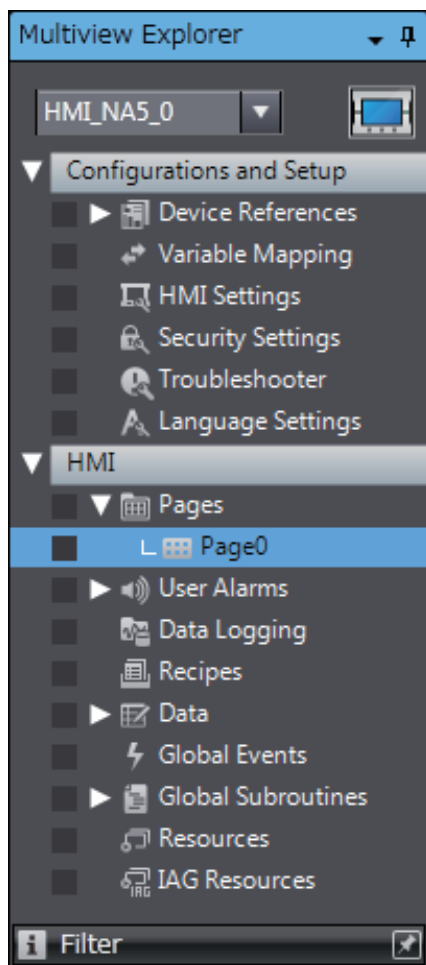 Multiview Explorer
HMI_NA5_0
Configurations and Setup
Device References
Variable Mapping
HMI Settings
Security Settings
Troubleshooter
Language Settings
HMI
Pages
Page0
User Alarms
Data Logging
Recipes
Data
Global Events
Global Subroutines
Resources
IAG Resources
Filter